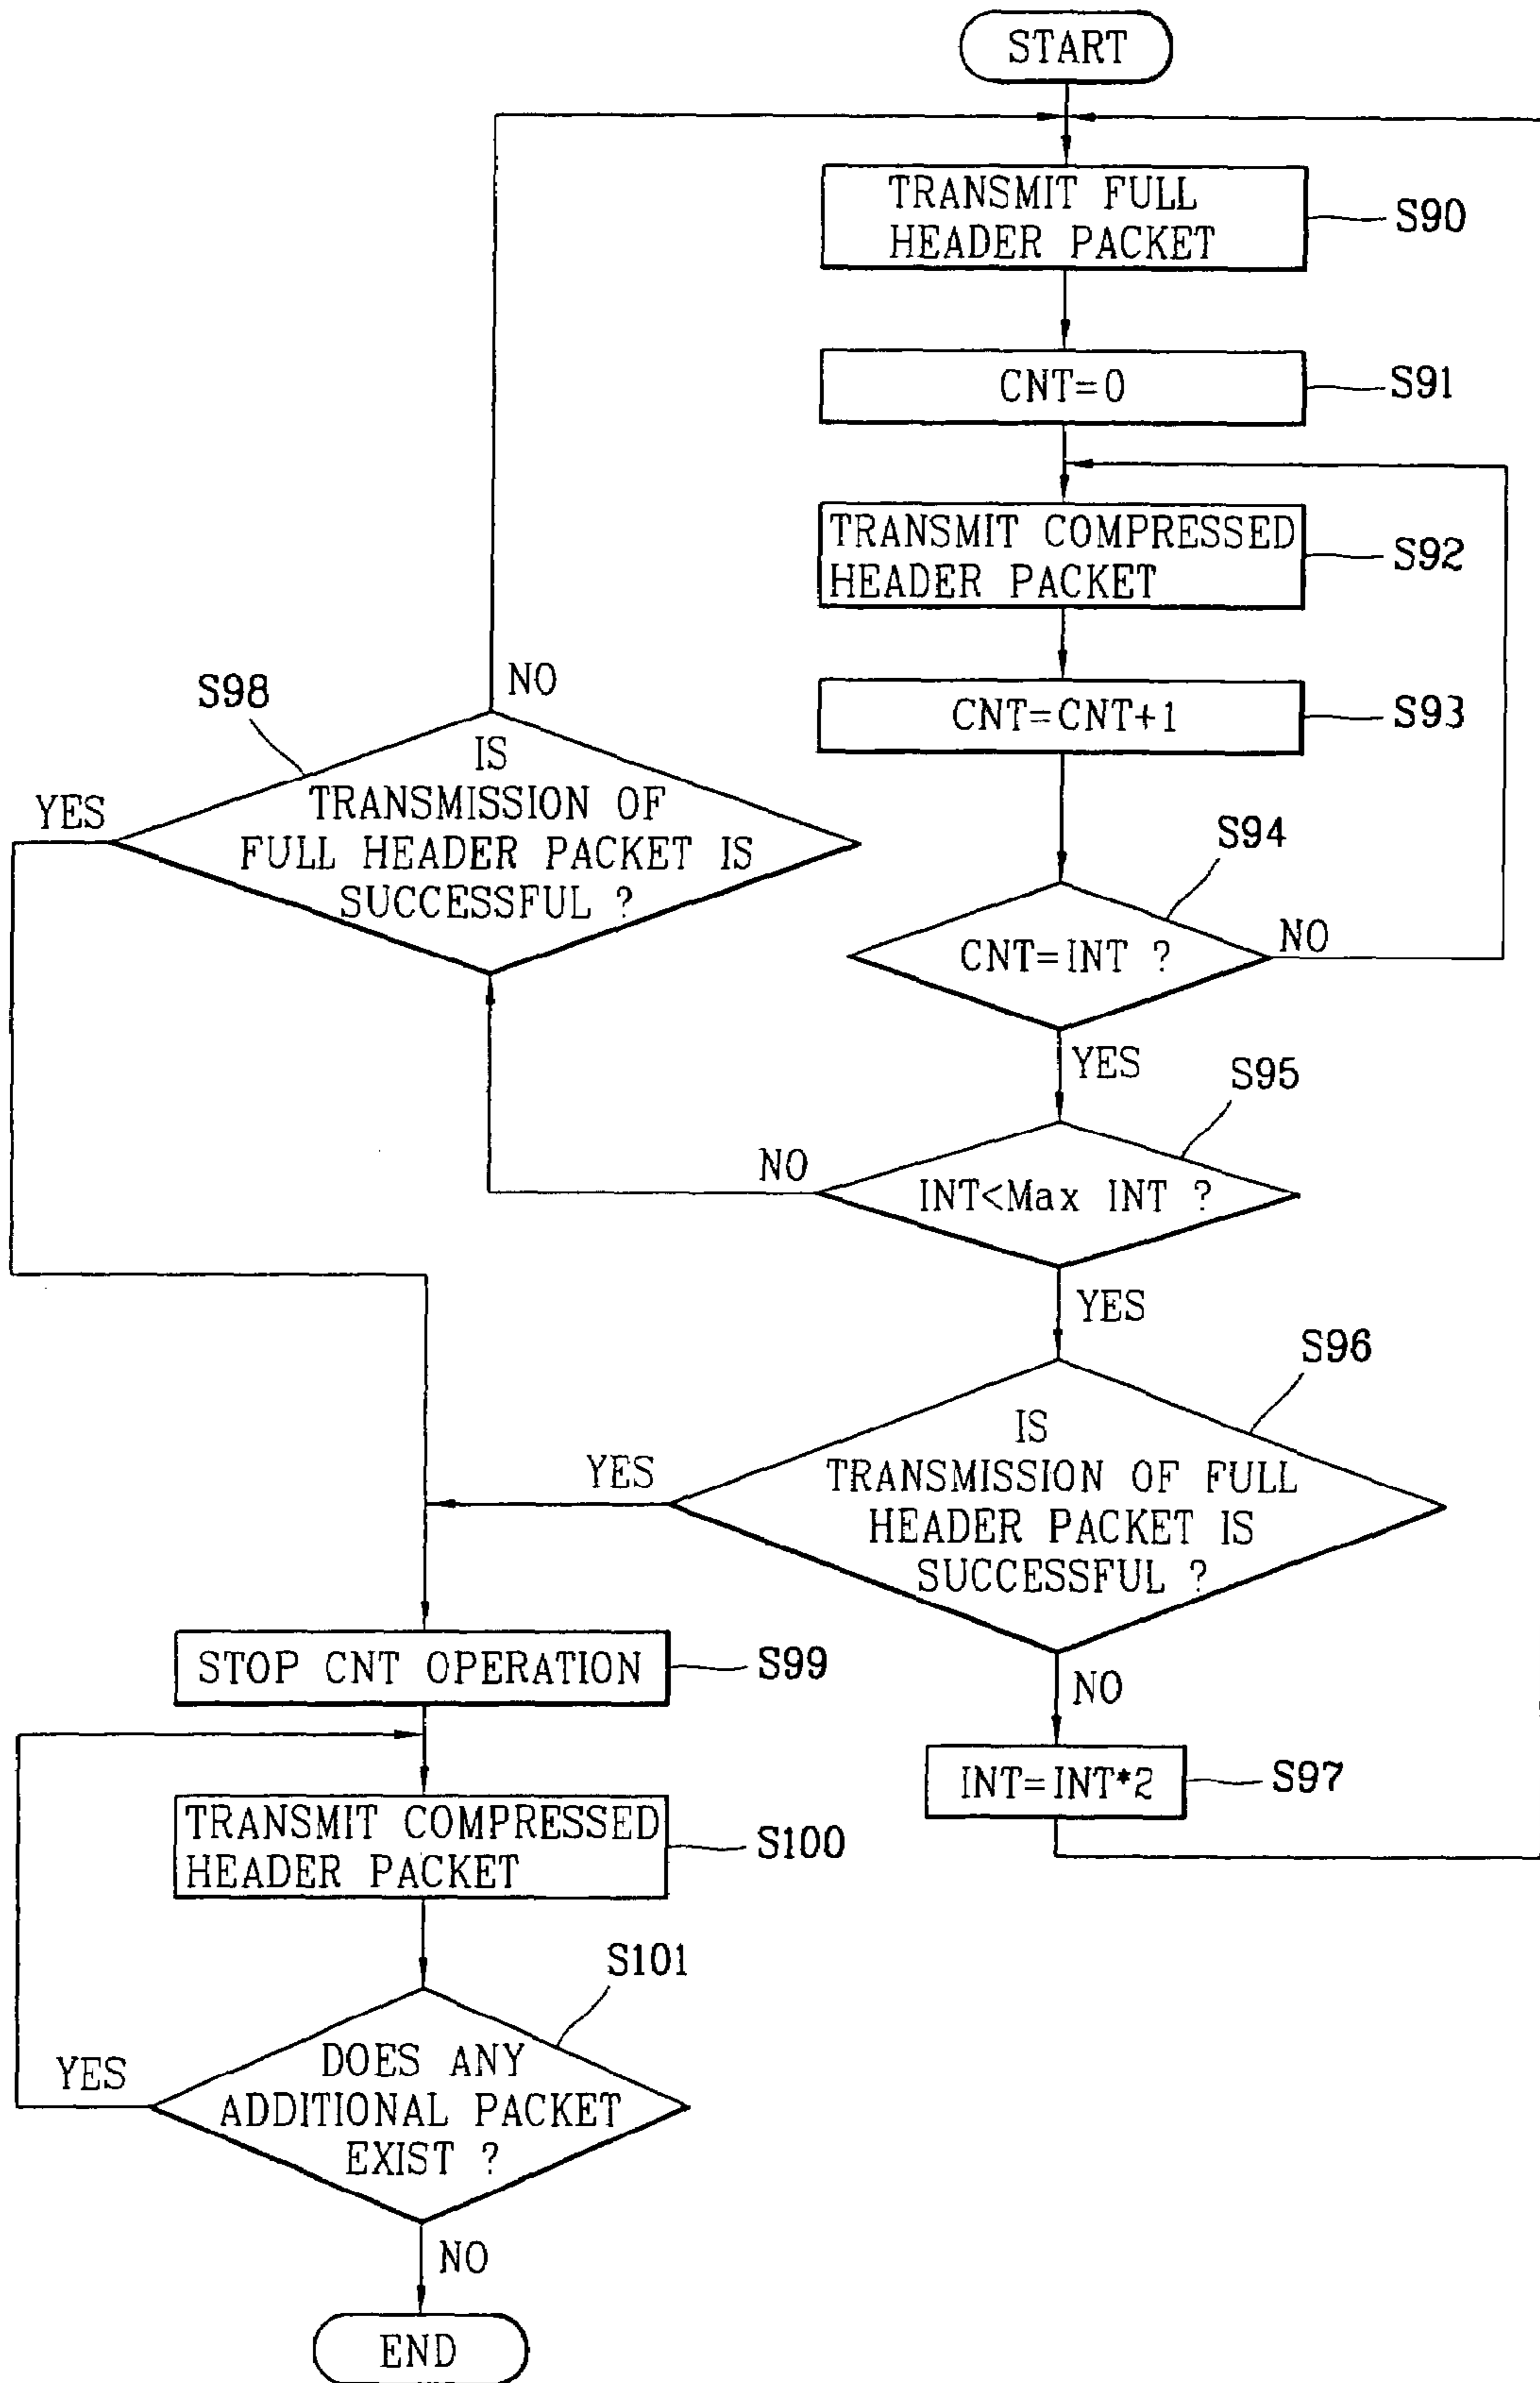 START
TRANSMIT FULL
HEADER PACKET
S90
CNT=0
S91
TRANSMIT COMPRESSED
HEADER PACKET
S92
CNT=CNT+1
S93
S98
NO
IS
TRANSMISSION OF
FULL HEADER PACKET IS
SUCCESSFUL ?
YES
S94
CNT=INT ?
NO
YES
S95
INT<Max INT ?
NO
YES
S96
IS
TRANSMISSION OF FULL
HEADER PACKET IS
SUCCESSFUL ?
YES
NO
INT=INT*2
S97
STOP CNT OPERATION
S99
TRANSMIT COMPRESSED
HEADER PACKET
S100
S101
DOES ANY
ADDITIONAL PACKET
EXIST ?
YES
NO
END